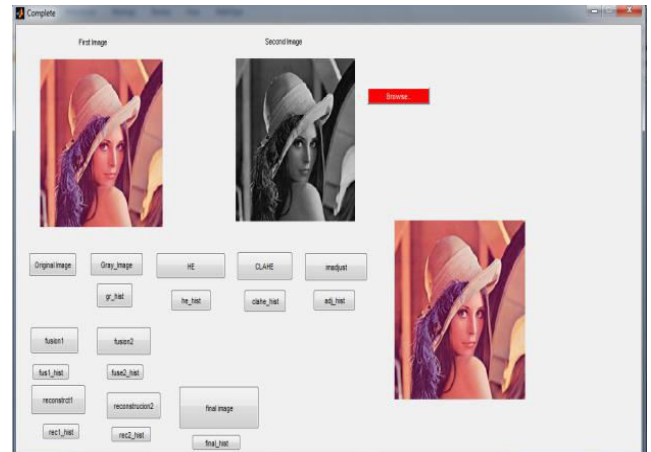 Complete
First Image
Second Image
Browse..
Original Image
Gray_Image
HE
CLAHE
imadjust
gr_hist
he_hist
clahe_hist
adj_hist
fusion1
fusion2
fus1_hist
fuse2_hist
reconstrct1
reconstrucion2
final image
rec1_hist
rec2_hist
final_hist